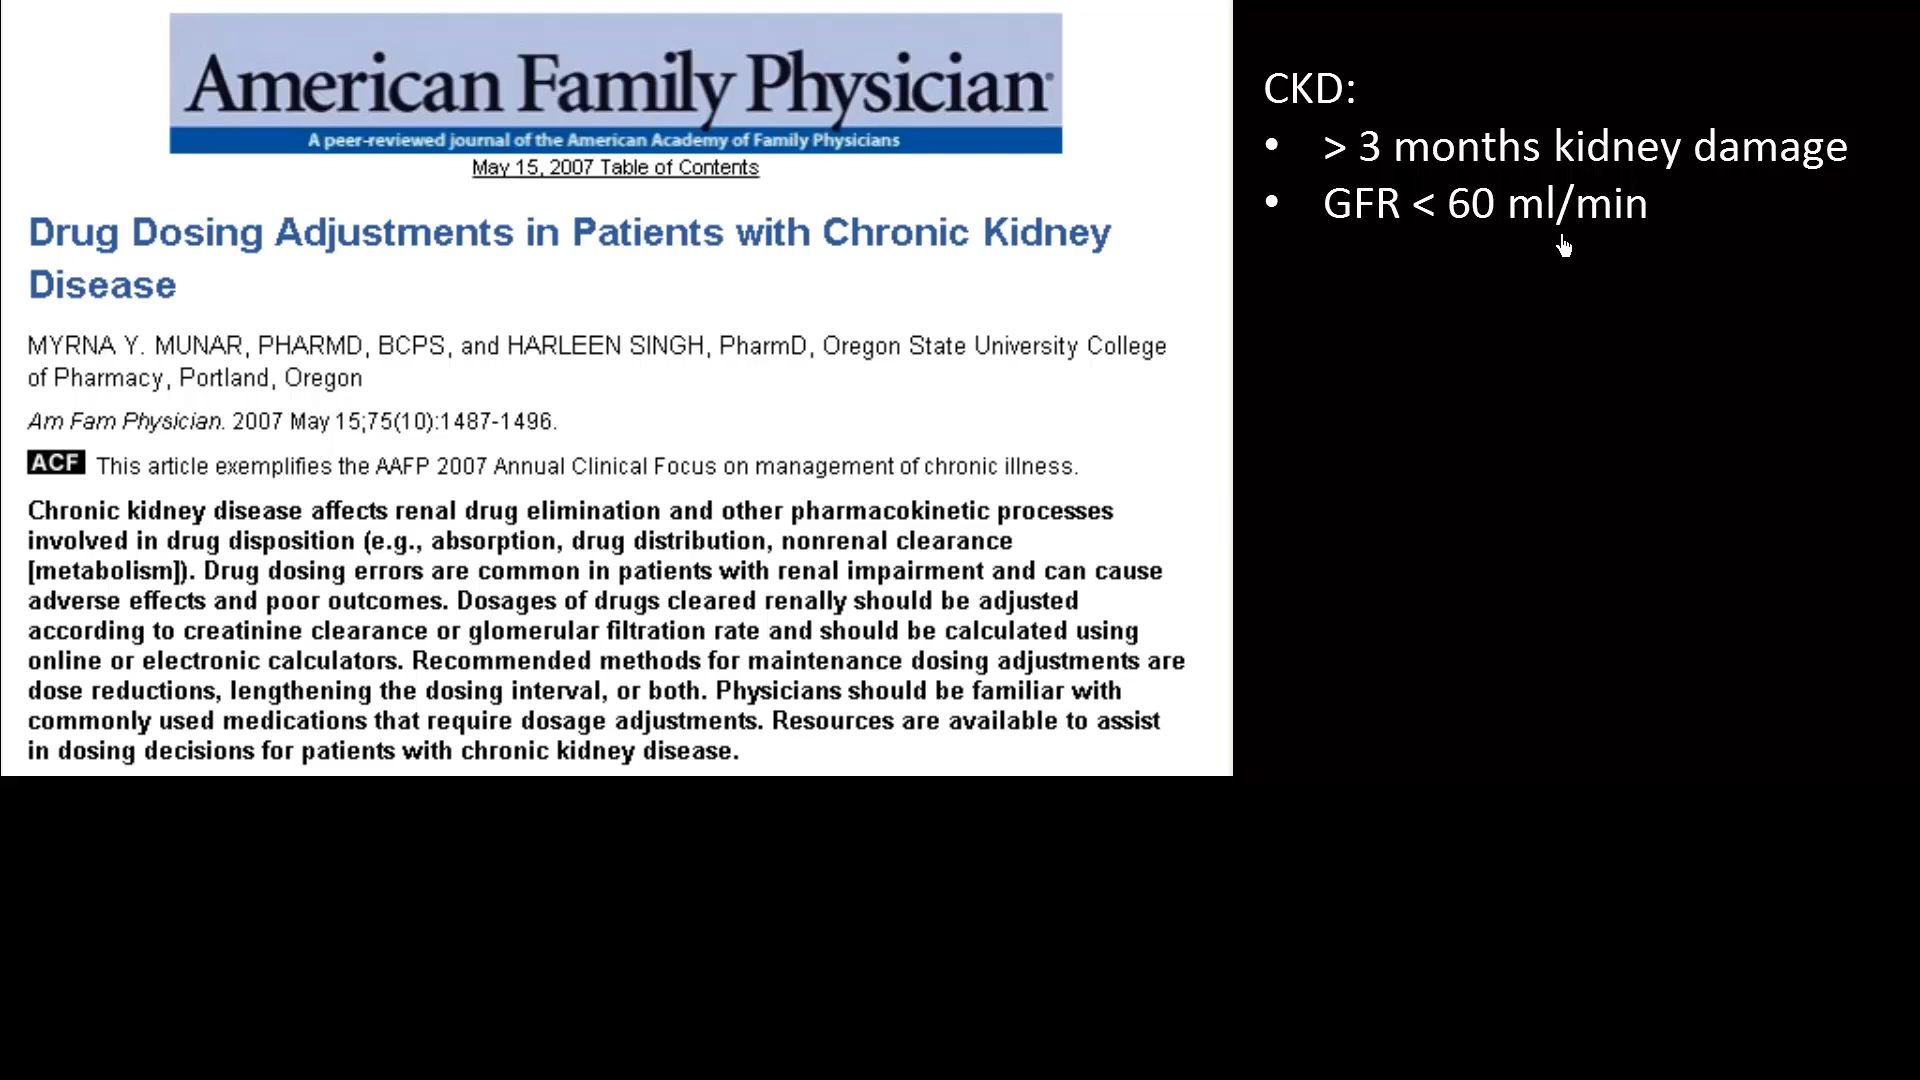 American Family Physician®
A peer-reviewed journal of the American Academy of Family Physicians
May 15, 2007 Table of Contents
Drug Dosing Adjustments in Patients with Chronic Kidney
Disease
MYRNA Y. MUNAR, PHARMD, BCPS, and HARLEEN SINGH, PharmD, Oregon State University College
of Pharmacy, Portland, Oregon
Am Fam Physician. 2007 May 15;75(10):1487-1496.
ACF This article exemplifies the AAFP 2007 Annual Clinical Focus on management of chronic illness.
Chronic kidney disease affects renal drug elimination and other pharmacokinetic processes
involved in drug disposition (e.g., absorption, drug distribution, nonrenal clearance
[metabolism]). Drug dosing errors are common in patients with renal impairment and can cause
adverse effects and poor outcomes. Dosages of drugs cleared renally should be adjusted
according to creatinine clearance or glomerular filtration rate and should be calculated using
online or electronic calculators. Recommended methods for maintenance dosing adjustments are
dose reductions, lengthening the dosing interval, or both. Physicians should be familiar with
commonly used medications that require dosage adjustments. Resources are available to assist
in dosing decisions for patients with chronic kidney disease.
CKD:
• > 3 months kidney damage
• GFR < 60 ml/min